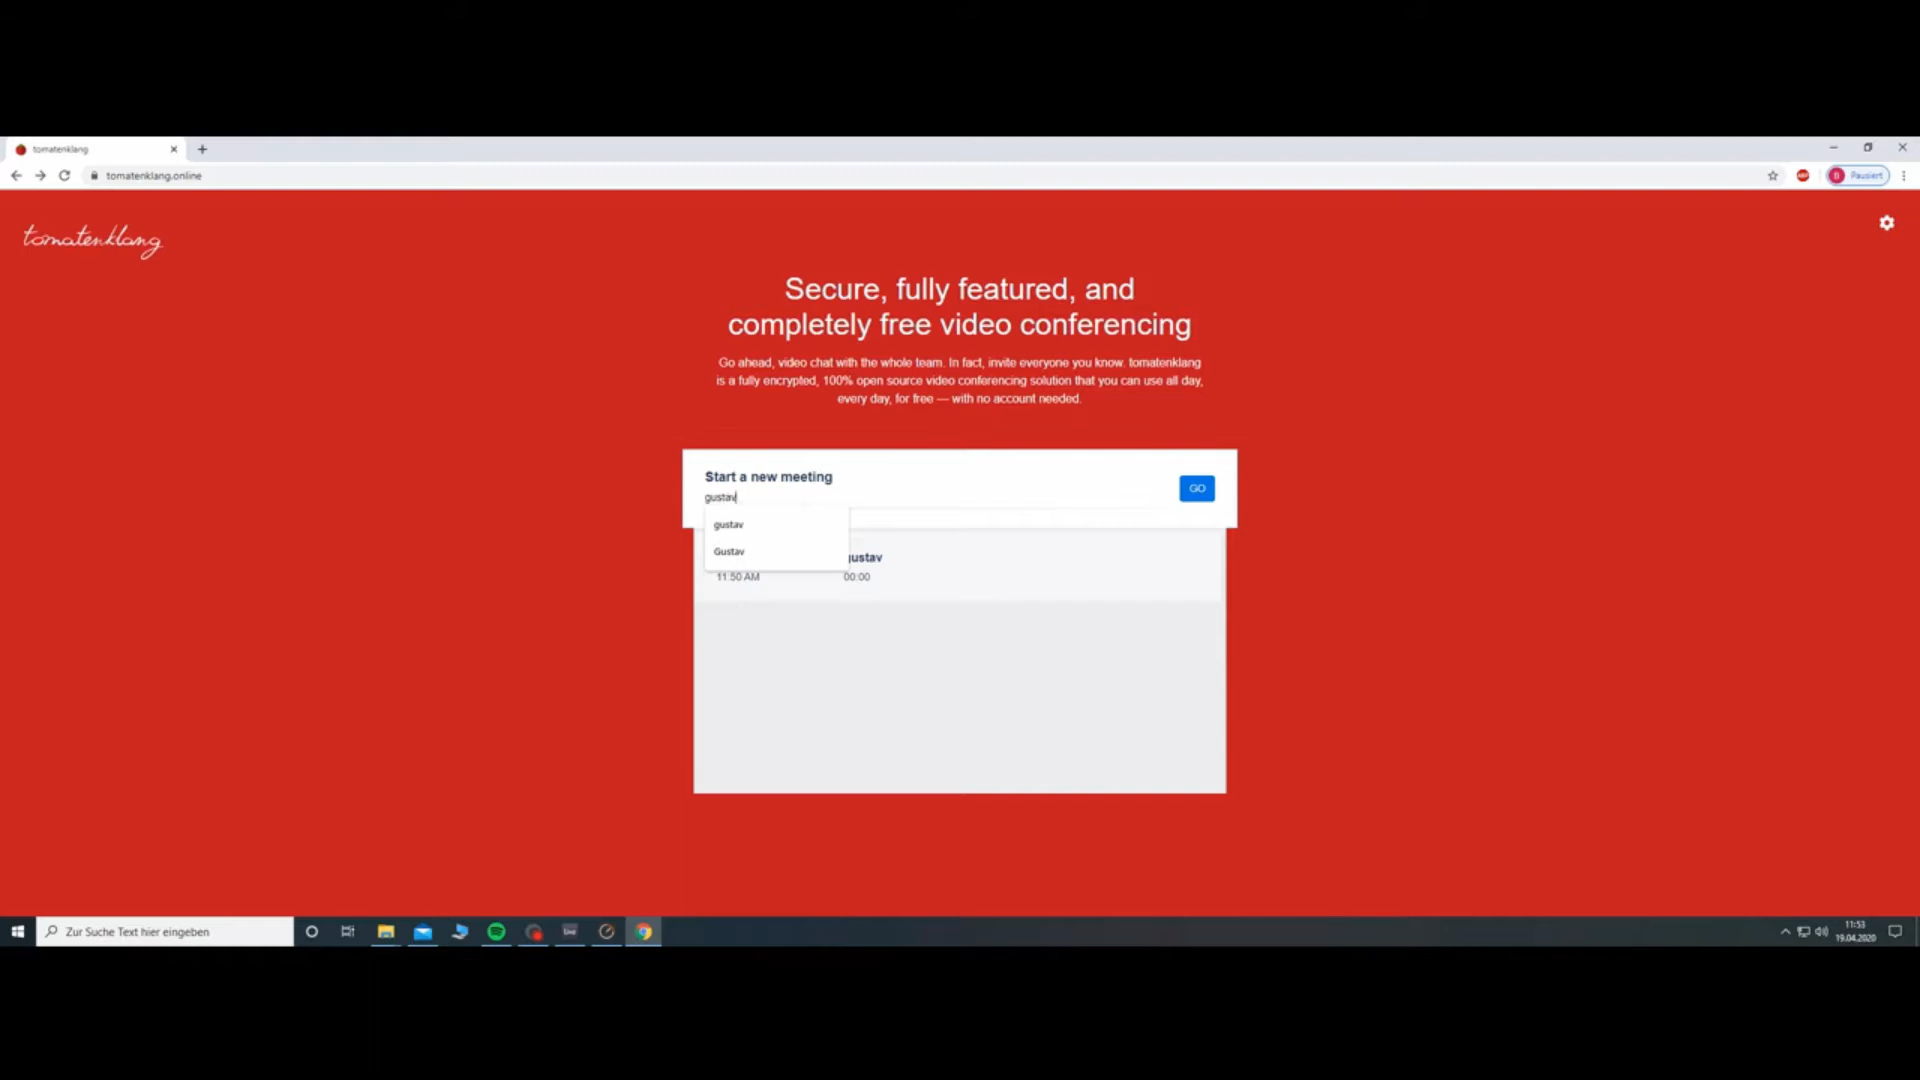 tomatenklang
tomatenklang.online
Pausiert
tomatenklang
Secure, fully featured, and
completely free video conferencing
Go ahead, video chat with the whole team. In fact, invite everyone you know. tomatenklang
is a fully encrypted, 100% open source video conferencing solution that you can use all day,
every day, for free — with no account needed.
Start a new meeting
gustav
GO
gustav
Gustav
gustav
11:50 AM
00:00
Zur Suche Text hier eingeben
Live
11:53
19.04.2020